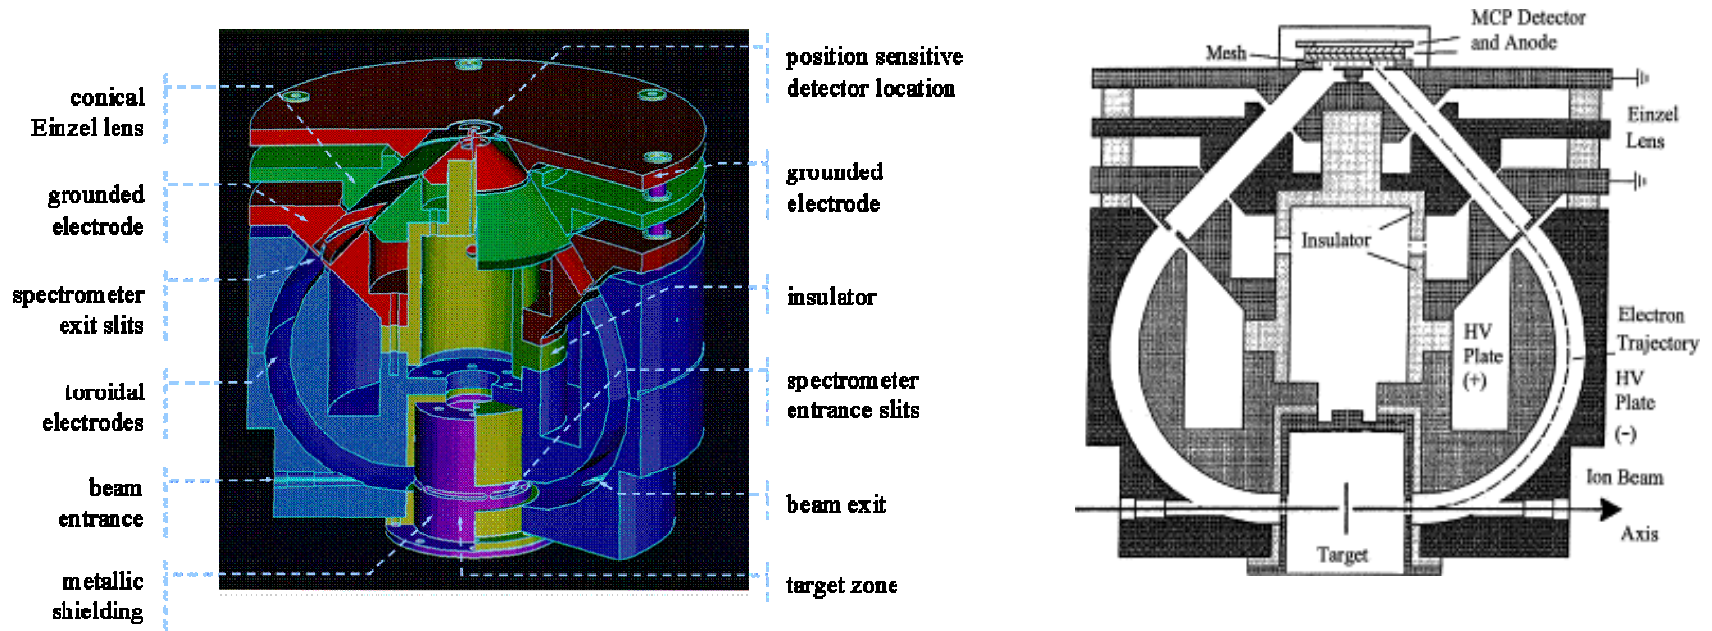 conical
Einzel lens
grounded
electrode
spectrometer
exit slits
toroidal
electrodes
beam
entrance
metallic
shielding
position sensitive
detector location
grounded
electrode
insulator
spectrometer
entrance slits
beam exit
target zone
MCP Detector
and Anode
Mesh
Einzel
Lens
Insulator
HV
Plate
(+)
Electron
Trajectory
HV
Plate
(−)
Ion Beam
Axis
Target